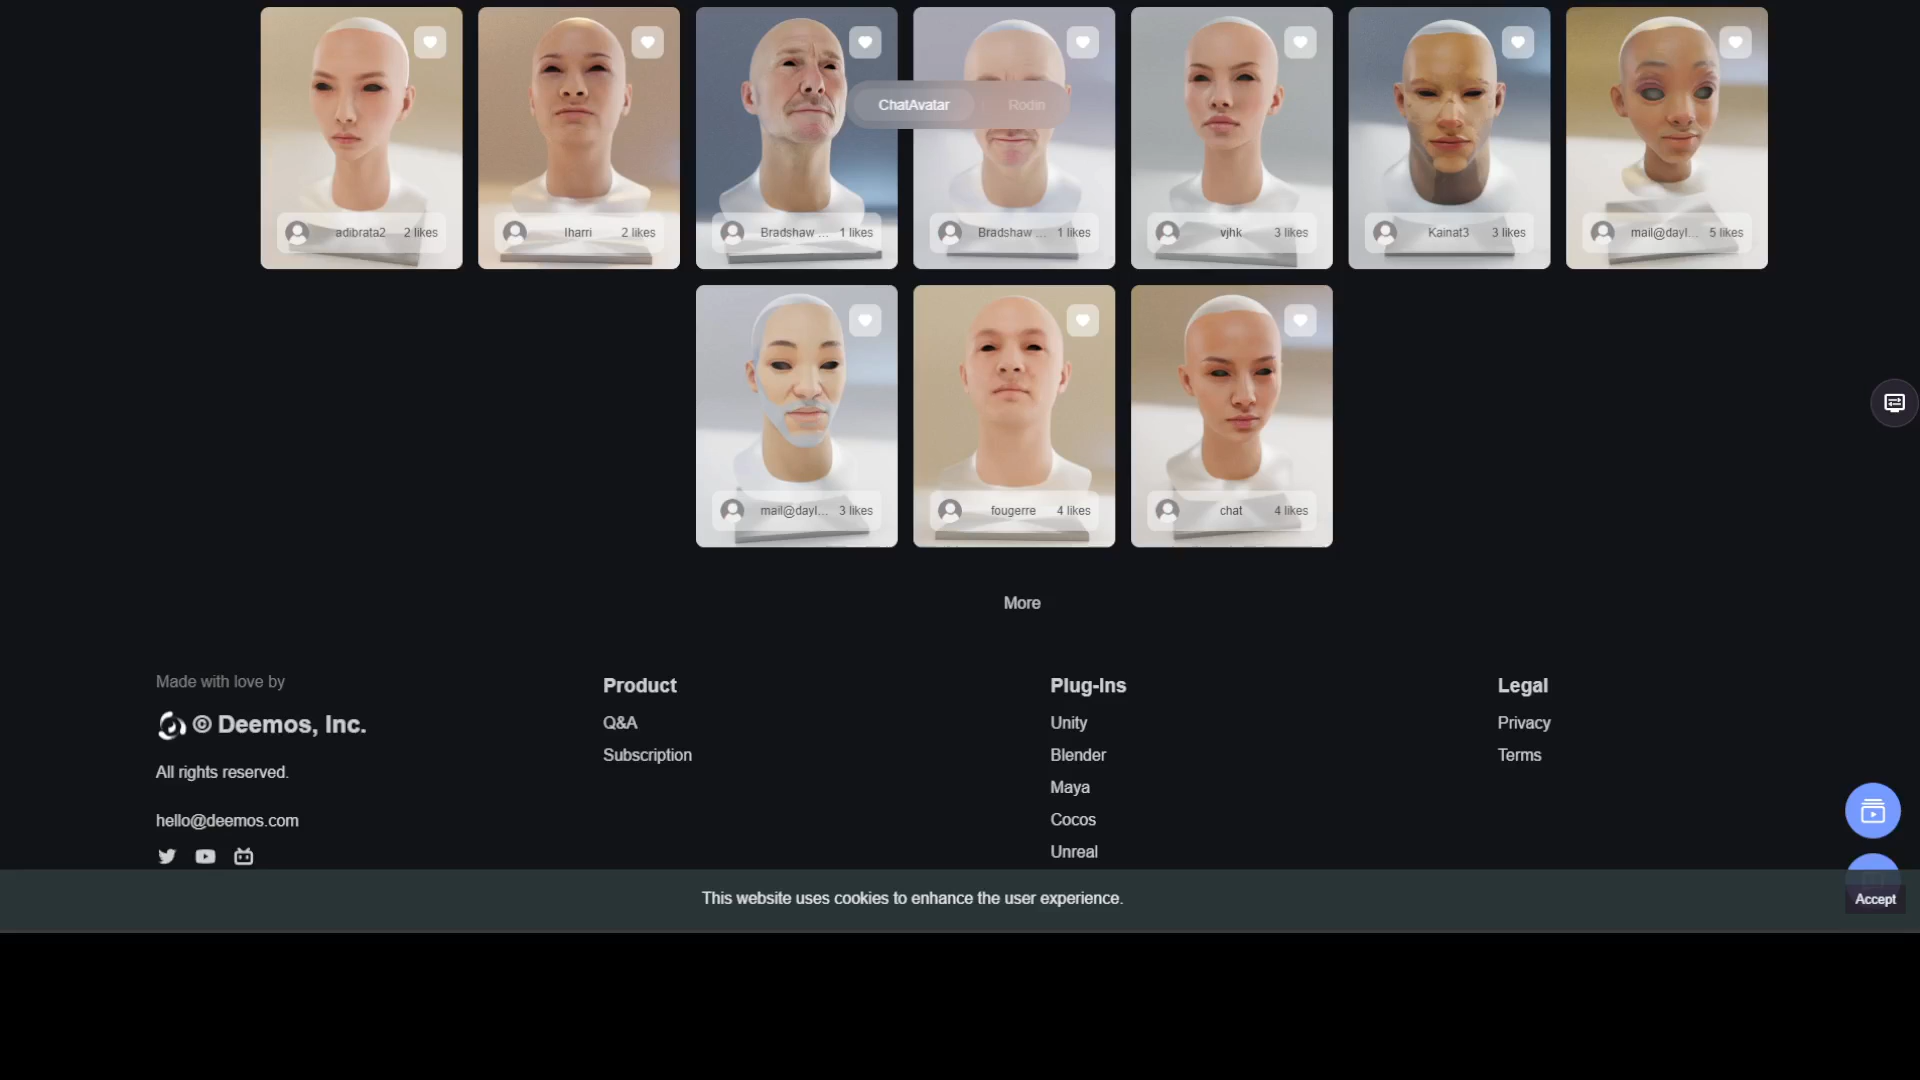 ChatAvatar
Rodin
adibrata2 2 likes
Bradshaw ... 1 likes
Bradshaw ... 1 likes
vjhk 3 likes
Kainat3 3 likes
mail@dayl... 5 likes
2 likes
mail@dayl... 3 likes
fougerre 4 likes
chat 4 likes
More
Made with love by
© Deemos, Inc.
All rights reserved.
hello@deemos.com
Product
Q&A
Subscription
Plug-Ins
Unity
Blender
Maya
Cocos
Unreal
Legal
Privacy
Terms
This website uses cookies to enhance the user experience.
Accept